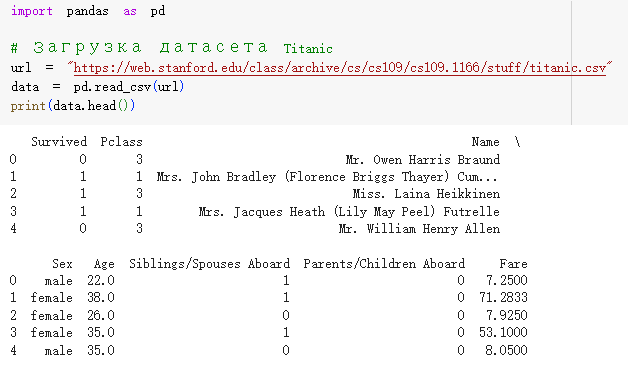 import pandas as pd
# Загрузка датасета Titanic
url = "https://web.stanford.edu/class/archive/cs/cs109/cs109.1166/stuff/titanic.csv"
data = pd.read_csv(url)
print(data.head())
Survived Pclass Name \
0 0 3 Mr. Owen Harris Braund
1 1 1 Mrs. John Bradley (Florence Briggs Thayer) Cum...
2 1 3 Miss. Laina Heikkinen
3 1 1 Mrs. Jacques Heath (Lily May Peel) Futrelle
4 0 3 Mr. William Henry Allen
Sex Age Siblings/Spouses Aboard Parents/Children Aboard Fare
0 male 22.0 1 0 7.2500
1 female 38.0 1 0 71.2833
2 female 26.0 0 0 7.9250
3 female 35.0 1 0 53.1000
4 male 35.0 0 0 8.0500